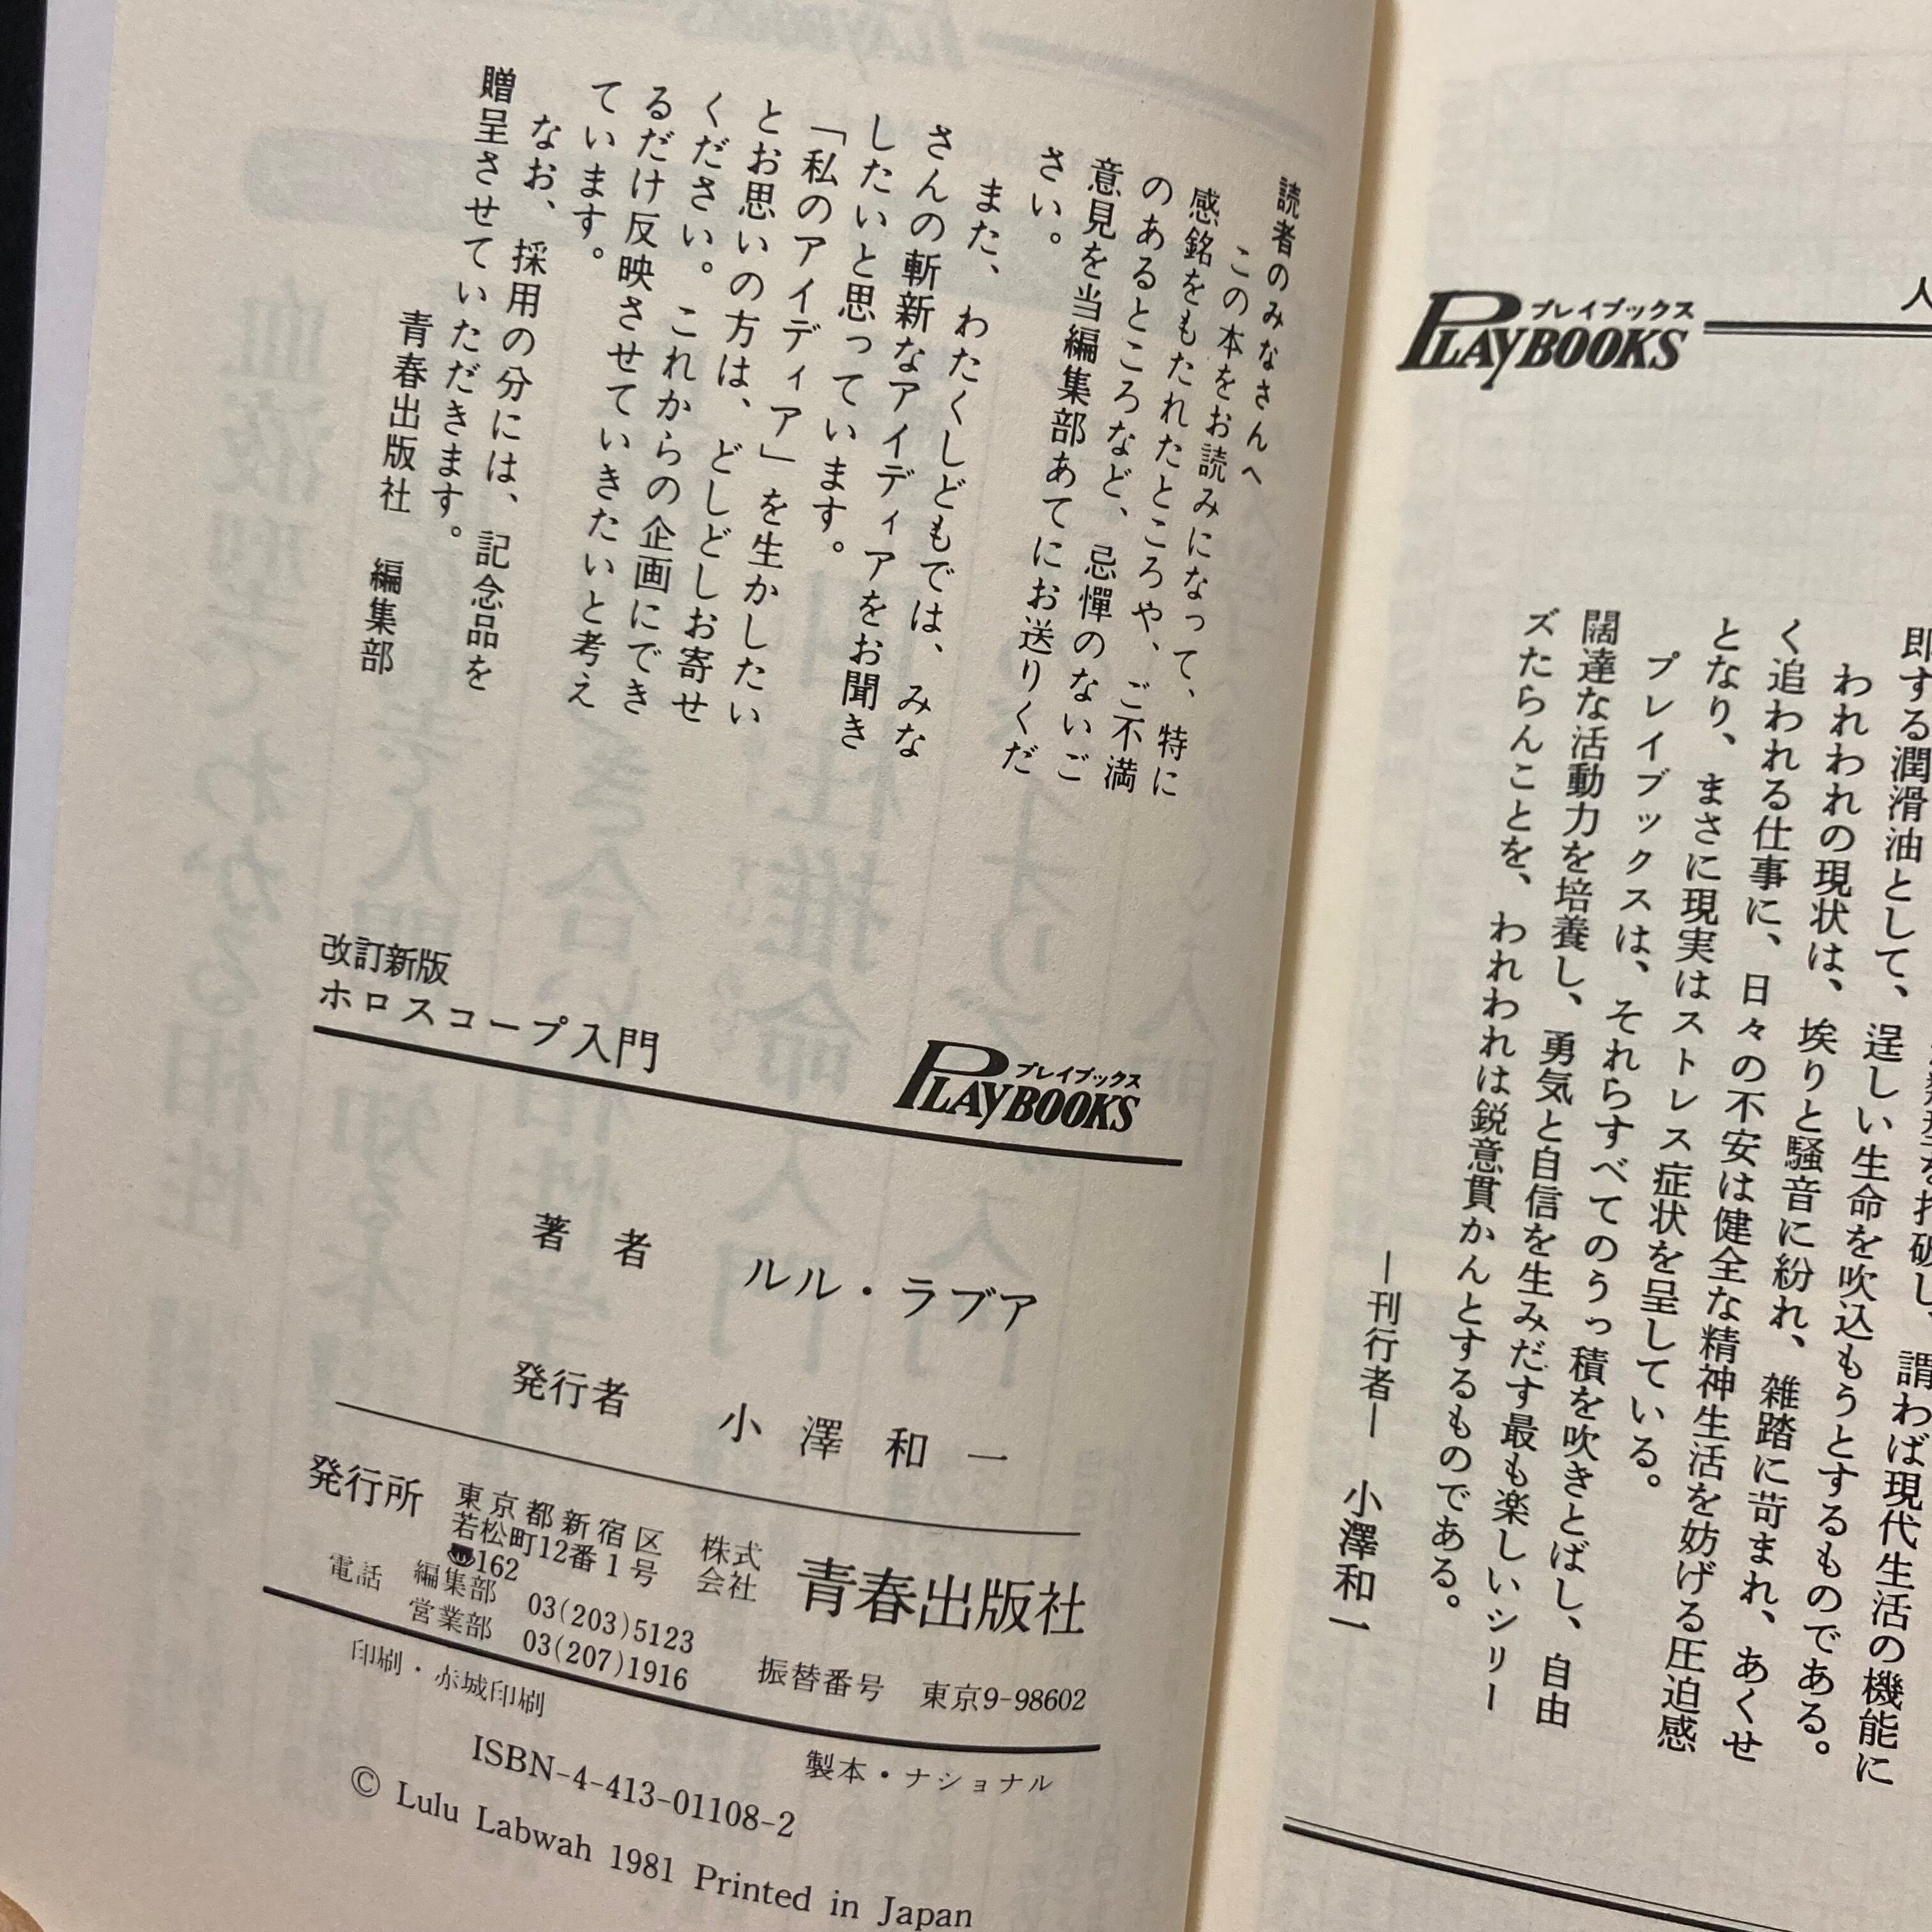 人
プレイブックス
PLAYBOOKS
即する潤滑油として、逞しい生命を吹込もうとするものである。
われわれの現状は、埃りと騒音に紛れ、雑踏に苛まれ、あくせ
く追われる仕事に、日々の不安は健全な精神生活を妨げる圧迫感
となり、まさに現実はストレス症状を呈している。
プレイブックスは、それらすべてのうっ積を吹きとばし、自由
闊達な活動力を培養し、勇気と自信を生みだす最も楽しいシリー
ズたらんことを、われわれは鋭意貫かんとするものである。
―刊行者― 小澤和一
読者のみなさんへ
この本をお読みになって、特に
感銘をもたれたところや、ご不満
のあるところなど、忌憚のないご
意見を当編集部あてにお送りくだ
さい。
また、わたくしどもでは、みな
さんの斬新なアイディアをお聞き
したいと思っています。
「私のアイディア」を生かしたい
とお思いの方は、どしどしお寄せ
ください。これからの企画にでき
るだけ反映させていきたいと考え
ています。
なお、採用の分には、記念品を
贈呈させていただきます。
青春出版社 編集部
改訂新版
ホロスコープ入門
プレイブックス
PLAYBOOKS
著者 ルル・ラブア
発行者 小澤和一
発行所 東京都新宿区 若松町12番1号 〠162 株式会社 青春出版社
電話 編集部 03(203)5123
営業部 03(207)1916
振替番号 東京9-98602
印刷・赤城印刷 製本・ナショナル
ISBN-4-413-01108-2
© Lulu Labwah 1981 Printed in Japan